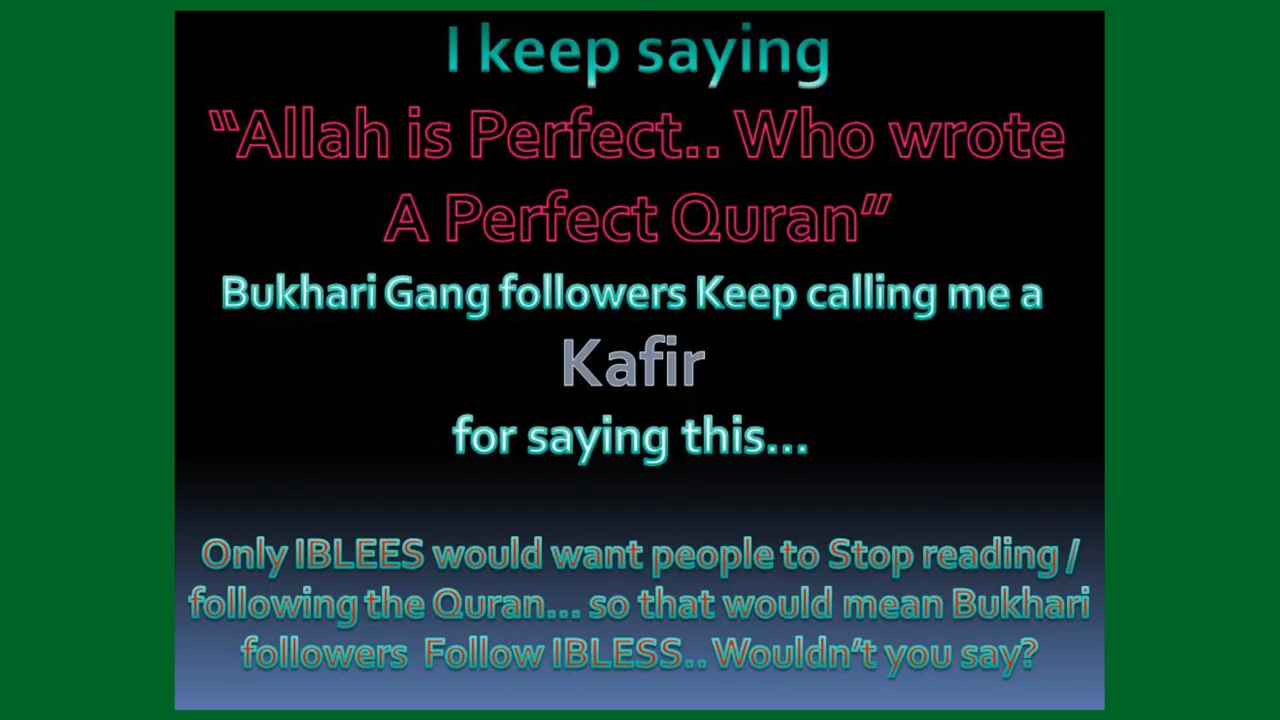 I keep saying
“Allah is Perfect.. Who wrote
A Perfect Quran”
Bukhari Gang followers Keep calling me a
Kafir
for saying this...
Only IBLEES would want people to Stop reading /
following the Quran... so that would mean Bukhari
followers Follow IBLESS.. Wouldn’t you say?